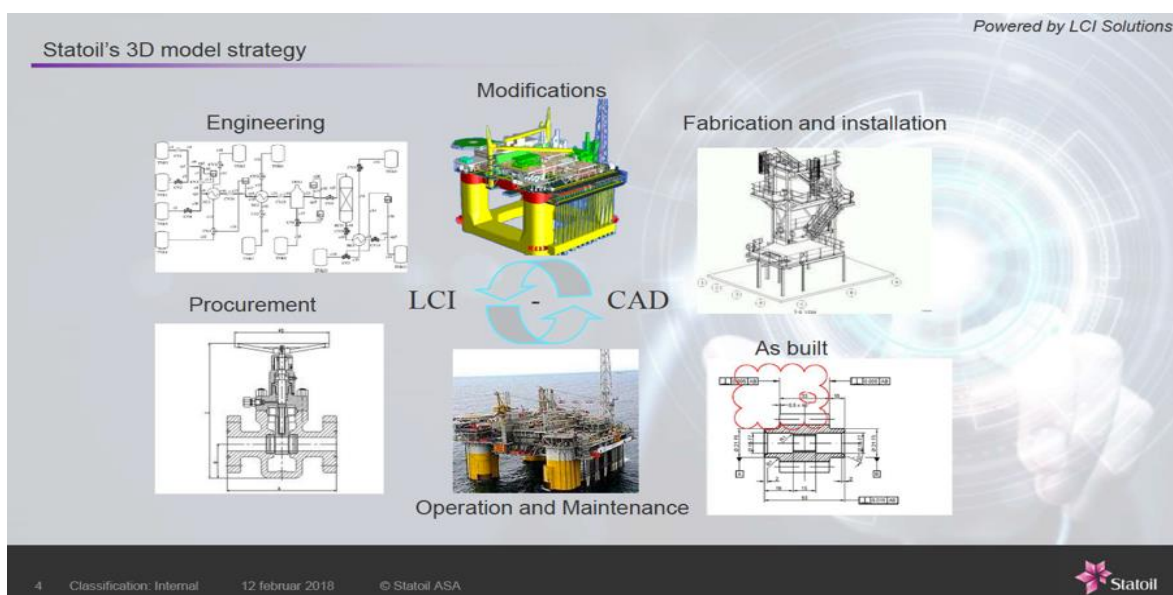 Powered by LCI Solutions
Statoil's 3D model strategy
Modifications
Engineering
Fabrication and installation
LCI - CAD
Procurement
As built
Operation and Maintenance
4 Classification: Internal 12 februar 2018 © Statoil ASA
Statoil